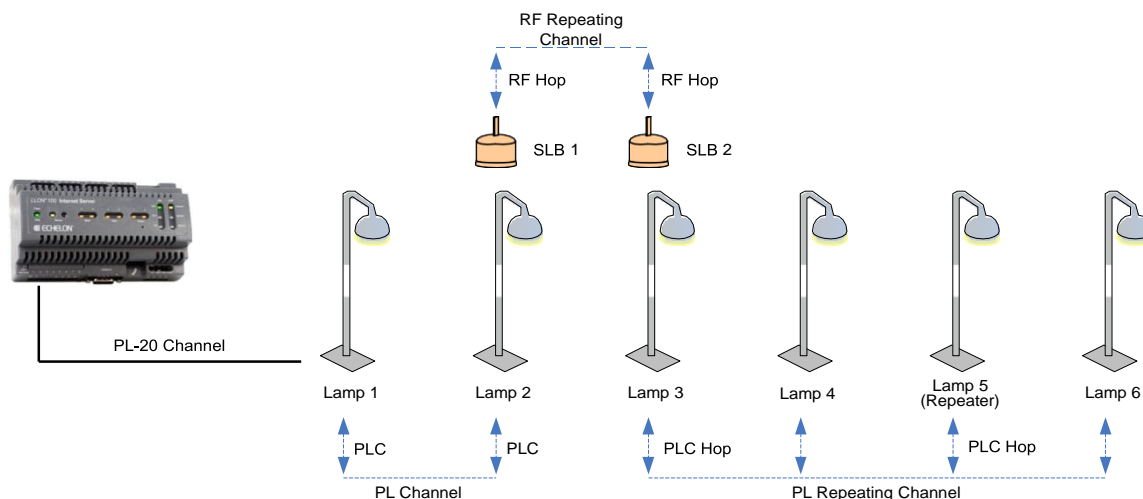 RF Repeating
Channel
RF Hop
RF Hop
SLB 1
SLB 2
i.LON 100 Internet Server
ECHELON
PL-20 Channel
Lamp 1
Lamp 2
Lamp 3
Lamp 4
Lamp 5
(Repeater)
Lamp 6
PLC
PLC
PLC Hop
PLC Hop
PL Channel
PL Repeating Channel